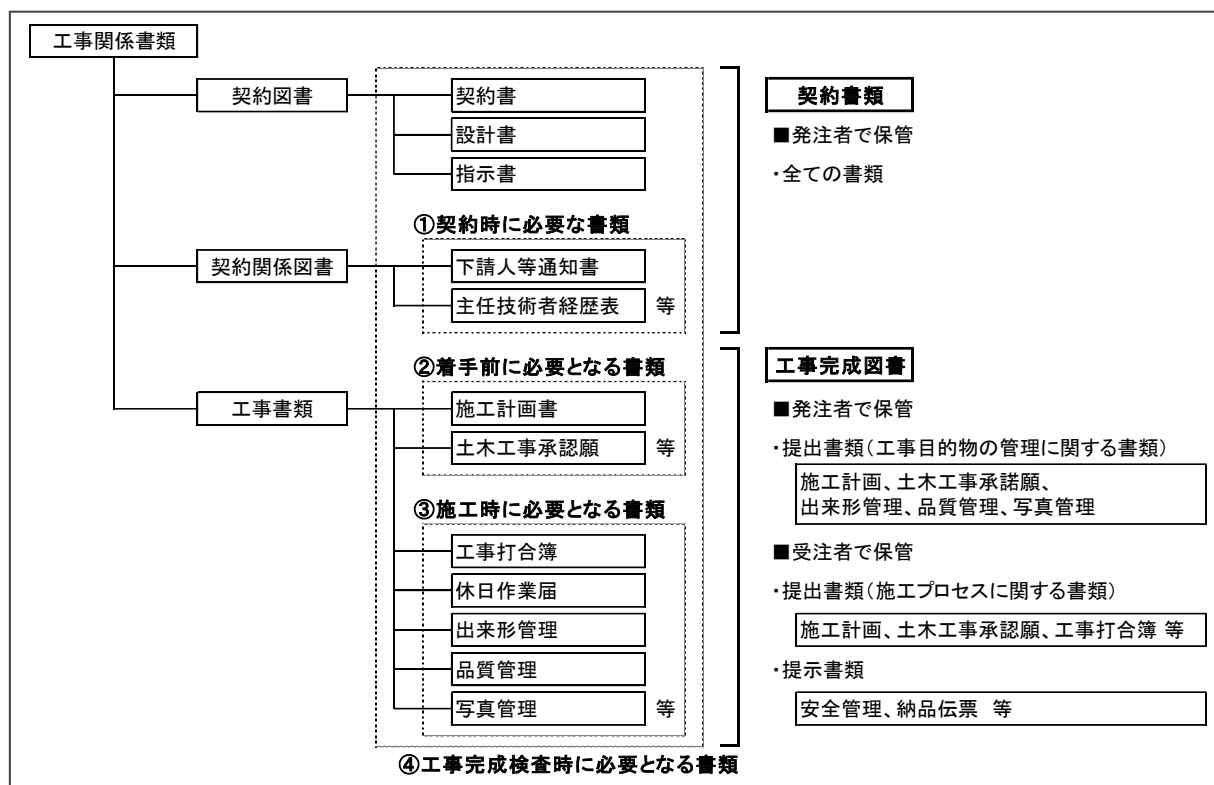 工事関係書類
契約図書
契約書
設計書
指示書
①契約時に必要な書類
契約関係図書
下請人等通知書
主任技術者経歴表 等
②着手前に必要となる書類
工事書類
施工計画書
土木工事承認願 等
③施工時に必要となる書類
工事打合簿
休日作業届
出来形管理
品質管理
写真管理 等
④工事完成検査時に必要となる書類
契約書類
■発注者で保管
・全ての書類
工事完成図書
■発注者で保管
・提出書類(工事目的物の管理に関する書類)
施工計画、土木工事承諾願、
出来形管理、品質管理、写真管理
■受注者で保管
・提出書類(施工プロセスに関する書類)
施工計画、土木工事承認願、工事打合簿 等
・提示書類
安全管理、納品伝票 等